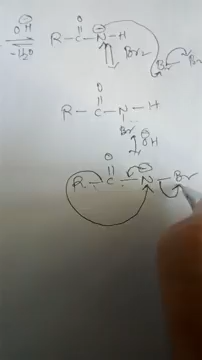 ⊖
OH
-H₂O
O
R - C - N - H
⊖
Br₂
Br - Br
O
R - C - N - H
Br
⊖
OH
O
R - C - N - Br
⊖